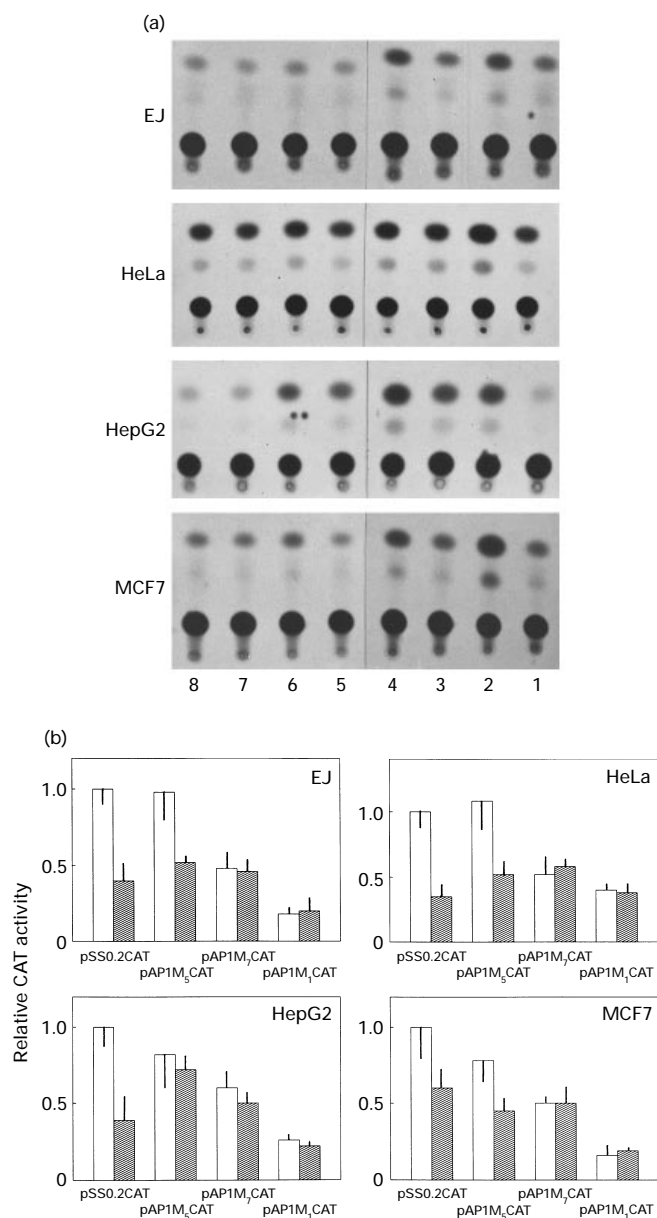 (a)
EJ
HeLa
HepG2
MCF7
8 7 6 5 4 3 2 1
(b)
Relative CAT activity
EJ
1.0
0.5
0
pSS0.2CAT pAP1M7CAT
pAP1M5CAT pAP1M1CAT
HeLa
1.0
0.5
0
pSS0.2CAT pAP1M7CAT
pAP1M5CAT pAP1M1CAT
HepG2
1.0
0.5
0
pSS0.2CAT pAP1M7CAT
pAP1M5CAT pAP1M1CAT
MCF7
1.0
0.5
0
pSS0.2CAT pAP1M7CAT
pAP1M5CAT pAP1M1CAT